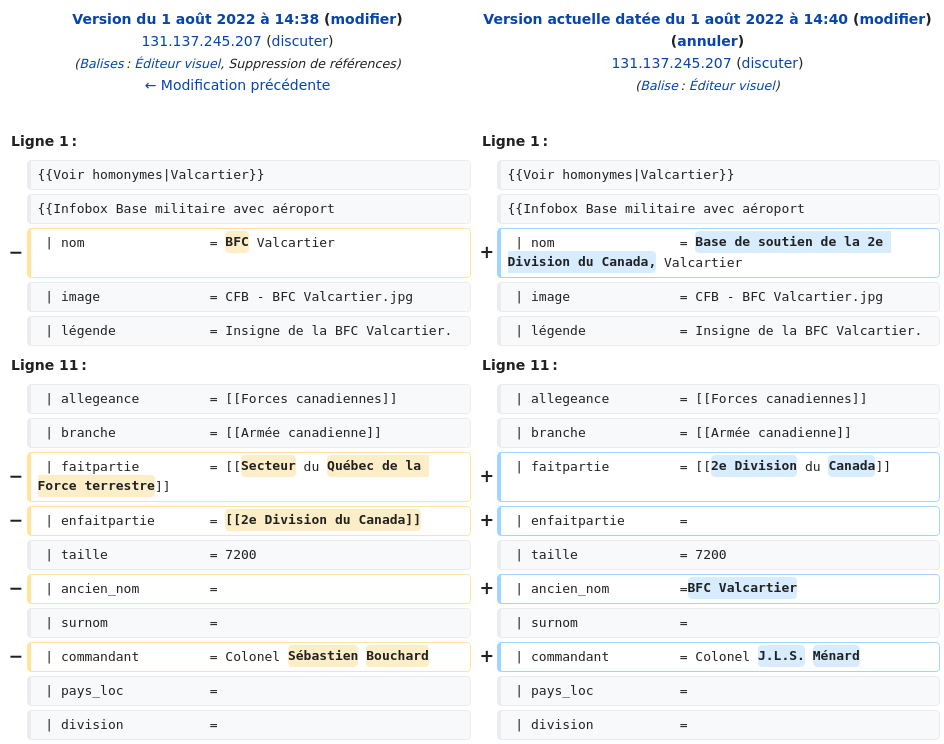 Version du 1 août 2022 à 14:38 (modifier)
131.137.245.207 (discuter)
(Balises : Éditeur visuel, Suppression de références)
← Modification précédente
Version actuelle datée du 1 août 2022 à 14:40 (modifier)
(annuler)
131.137.245.207 (discuter)
(Balise : Éditeur visuel)
Ligne 1 :
Ligne 1 :
{{Voir homonymes|Valcartier}}
{{Voir homonymes|Valcartier}}
{{Infobox Base militaire avec aéroport
{{Infobox Base militaire avec aéroport
− | nom = BFC Valcartier
+ | nom = Base de soutien de la 2e
Division du Canada, Valcartier
| image = CFB - BFC Valcartier.jpg
| image = CFB - BFC Valcartier.jpg
| légende = Insigne de la BFC Valcartier.
| légende = Insigne de la BFC Valcartier.
Ligne 11 :
Ligne 11 :
| allegeance = [[Forces canadiennes]]
| allegeance = [[Forces canadiennes]]
| branche = [[Armée canadienne]]
| branche = [[Armée canadienne]]
− | faitpartie = [[Secteur du Québec de la
Force terrestre]]
+ | faitpartie = [[2e Division du Canada]]
− | enfaitpartie = [[2e Division du Canada]]
+ | enfaitpartie =
| taille = 7200
| taille = 7200
− | ancien_nom =
+ | ancien_nom =BFC Valcartier
| surnom =
| surnom =
− | commandant = Colonel Sébastien Bouchard
+ | commandant = Colonel J.L.S. Ménard
| pays_loc =
| pays_loc =
| division =
| division =